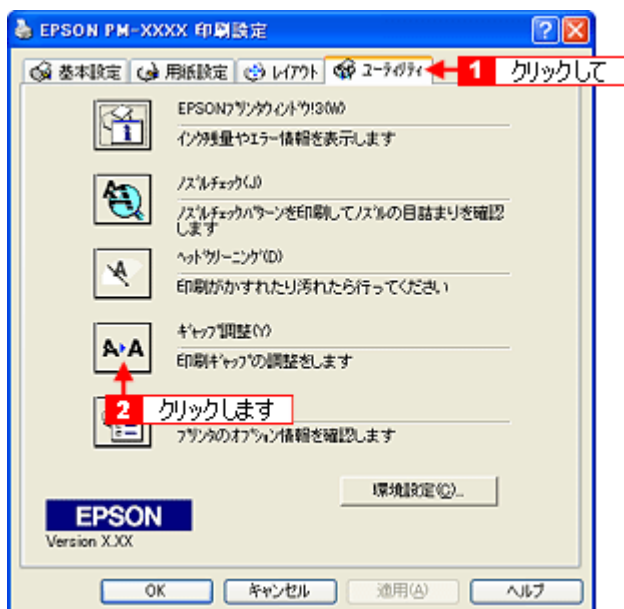 EPSON PM-XXXX 印刷設定
基本設定 用紙設定 レイアウト ユーティリティ
1 クリックして
EPSONプリンタウィンドウ!3(W)
インク残量やエラー情報を表示します
ノズルチェック(J)
ノズルチェックパターンを印刷してノズルの目詰まりを確認
します
ヘッドクリーニング(D)
印刷がかすれたり汚れたら行ってください
ギャップ調整(Y)
印刷ギャップの調整をします
2 クリックします
プリンタのオプション情報を確認します
環境設定(C)...
EPSON
Version X.XX
OK キャンセル 適用(A) ヘルプ